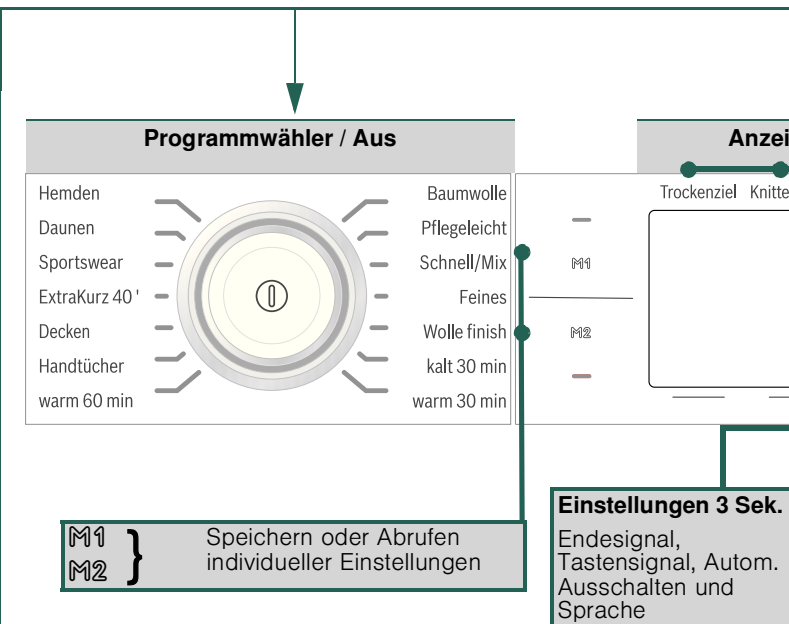 Programmwähler / Aus
Hemden
Daunen
Sportswear
ExtraKurz 40 '
Decken
Handtücher
warm 60 min
Baumwolle
Pflegeleicht
Schnell/Mix
Feines
Wolle finish
kalt 30 min
warm 30 min
M1
M2
Anzei
Trockenziel Knitte
M1
M2
} Speichern oder Abrufen
individueller Einstellungen
Einstellungen 3 Sek.
Endesignal,
Tastensignal, Autom.
Ausschalten und
Sprache